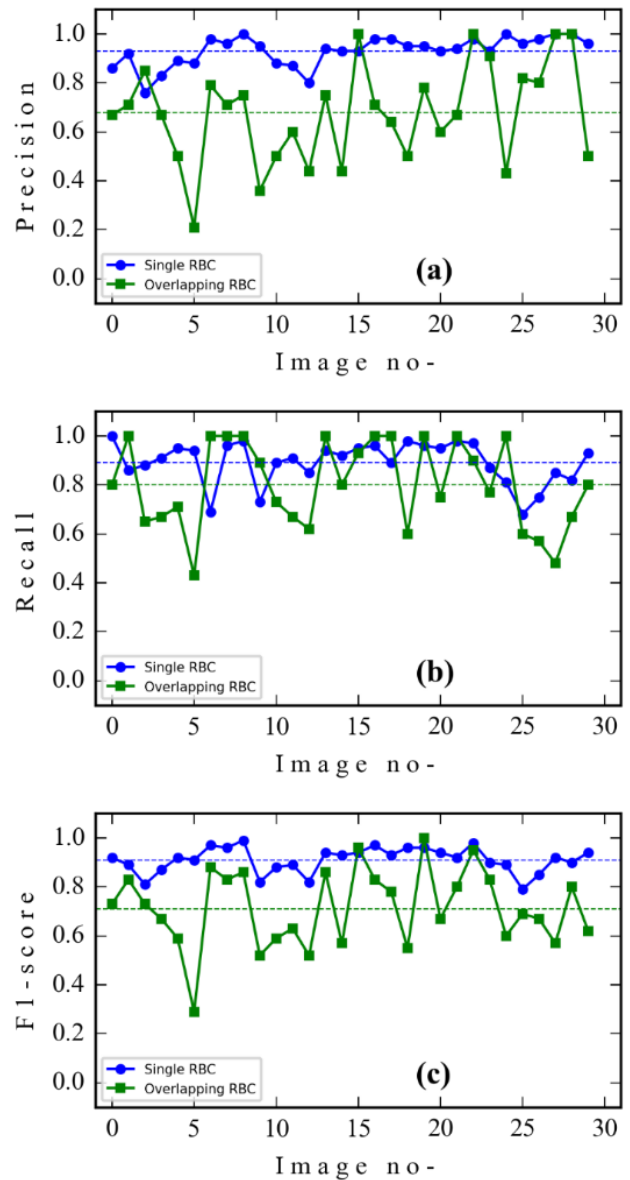 1.0
0.8
0.6
0.4
0.2
0.0
Precision
Single RBC
Overlapping RBC
(a)
0 5 10 15 20 25 30
Image no-
1.0
0.8
0.6
0.4
0.2
0.0
Recall
Single RBC
Overlapping RBC
(b)
0 5 10 15 20 25 30
Image no-
1.0
0.8
0.6
0.4
0.2
0.0
F1-score
Single RBC
Overlapping RBC
(c)
0 5 10 15 20 25 30
Image no-